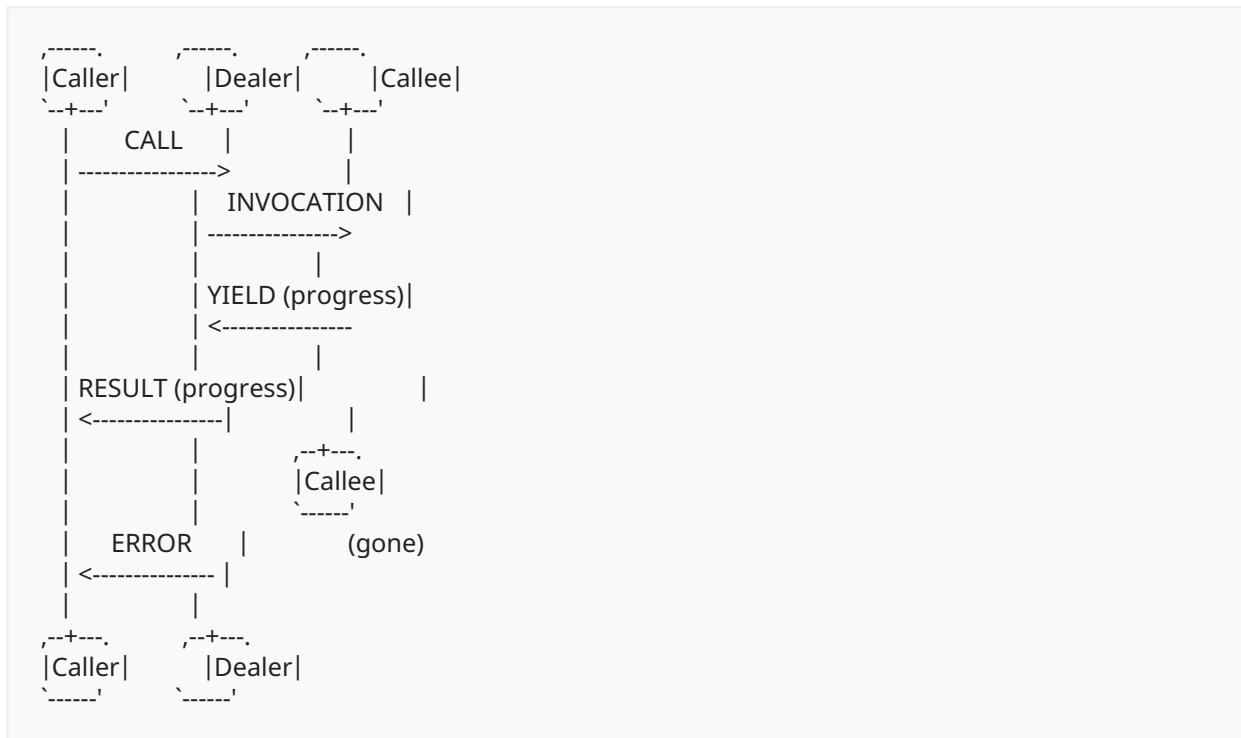 ,------.          ,------.          ,------.
|Caller|          |Dealer|          |Callee|
`--+---'          `--+---'          `--+---'
   |       CALL      |                 |
   | ----------------->                |
   |                 |    INVOCATION   |
   |                 | ---------------->
   |                 |                 |
   |                 | YIELD (progress)|
   |                 | <----------------
   |                 |                 |
   | RESULT (progress)|                 |
   | <----------------|                 |
   |                 |              ,--+---.
   |                 |              |Callee|
   |                 |              `------'
   |      ERROR      |               (gone)
   | <--------------- |
   |                 |
,--+---.          ,--+---.
|Caller|          |Dealer|
`------'          `------'